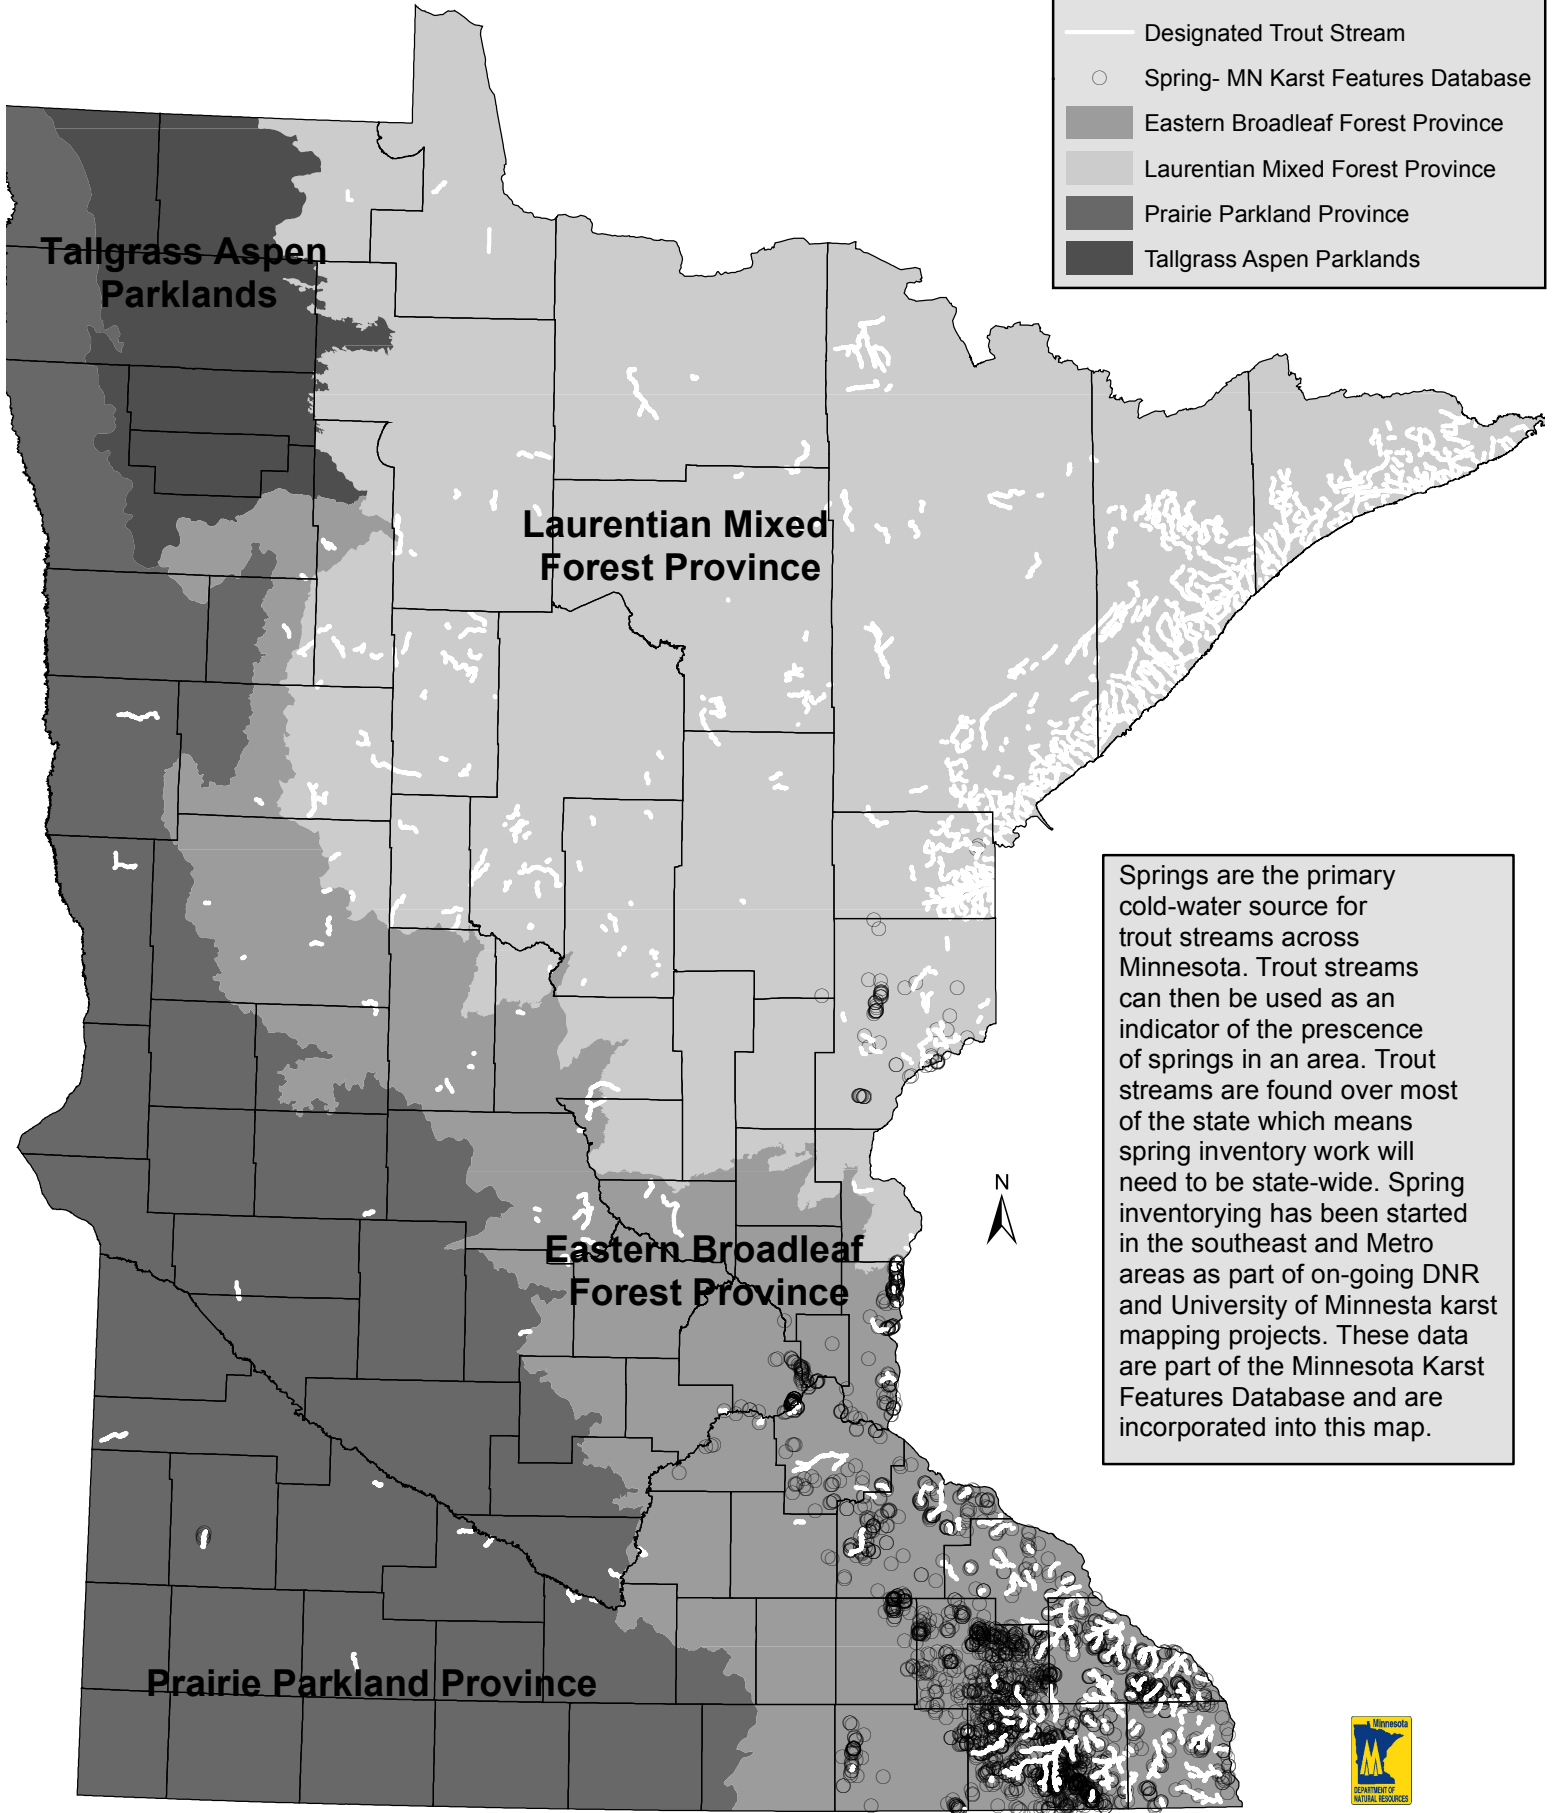 Designated Trout Stream
Spring- MN Karst Features Database
Eastern Broadleaf Forest Province
Laurentian Mixed Forest Province
Prairie Parkland Province
Tallgrass Aspen Parklands
Tallgrass Aspen
Parklands
Laurentian Mixed
Forest Province
Springs are the primary
cold-water source for
trout streams across
Minnesota. Trout streams
can then be used as an
indicator of the prescence
of springs in an area. Trout
streams are found over most
of the state which means
spring inventory work will
need to be state-wide. Spring
inventorying has been started
in the southeast and Metro
areas as part of on-going DNR
and University of Minnesta karst
mapping projects. These data
are part of the Minnesota Karst
Features Database and are
incorporated into this map.
N
Eastern Broadleaf
Forest Province
Prairie Parkland Province
Minnesota
DEPARTMENT OF
NATURAL RESOURCES